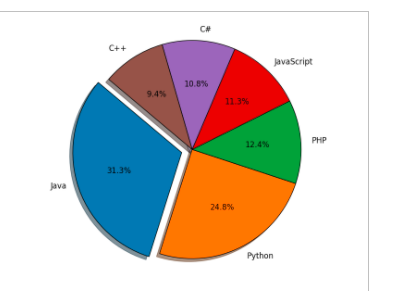 C#
C++
JavaScript
10.8%
9.4%
11.3%
PHP
12.4%
31.3%
Java
24.8%
Python